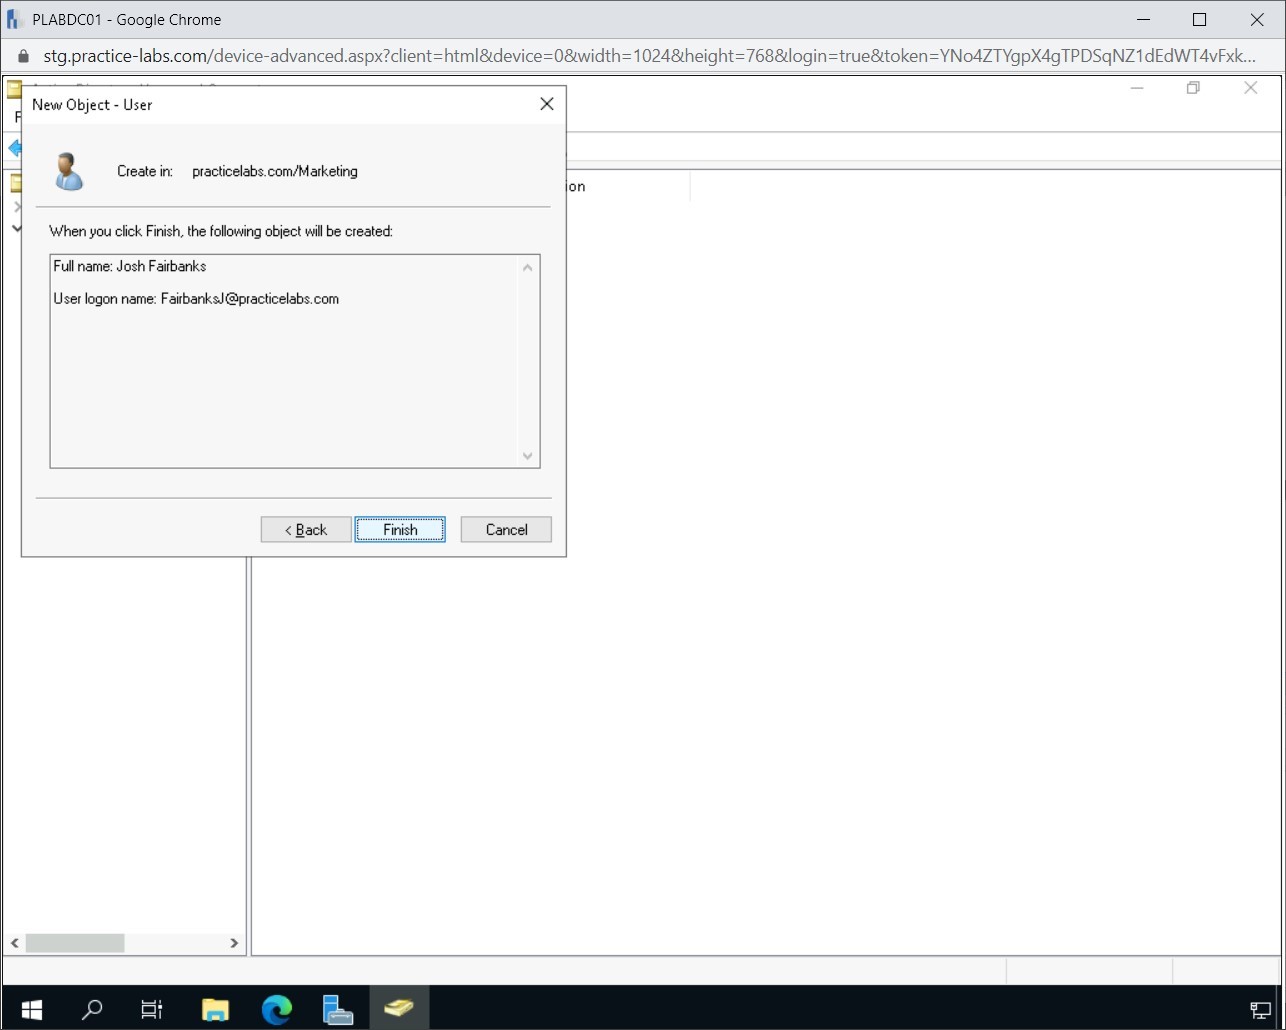 PLABDC01 - Google Chrome
stg.practice-labs.com/device-advanced.aspx?client=html&device=0&width=1024&height=768&login=true&token=YNo4ZTYgpX4gTPDSqNZ1dEdWT4vFxk...
New Object - User
F
Create in: practicelabs.com/Marketing
ion
When you click Finish, the following object will be created:
Full name: Josh Fairbanks
User logon name: FairbanksJ@practicelabs.com
< Back
Finish
Cancel